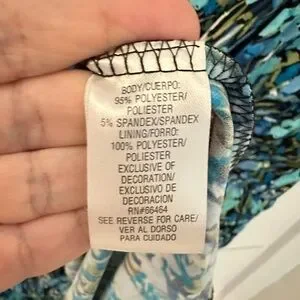 BODY/CUERPO:
95% POLYESTER/
POLIESTER
5% SPANDEX/SPANDEX
LINING/FORRO:
100% POLYESTER/
POLIESTER
EXCLUSIVE OF
DECORATION/
EXCLUSIVO DE
DECORACION
RN#66464
SEE REVERSE FOR CARE/
VER AL DORSO
PARA CUIDADO